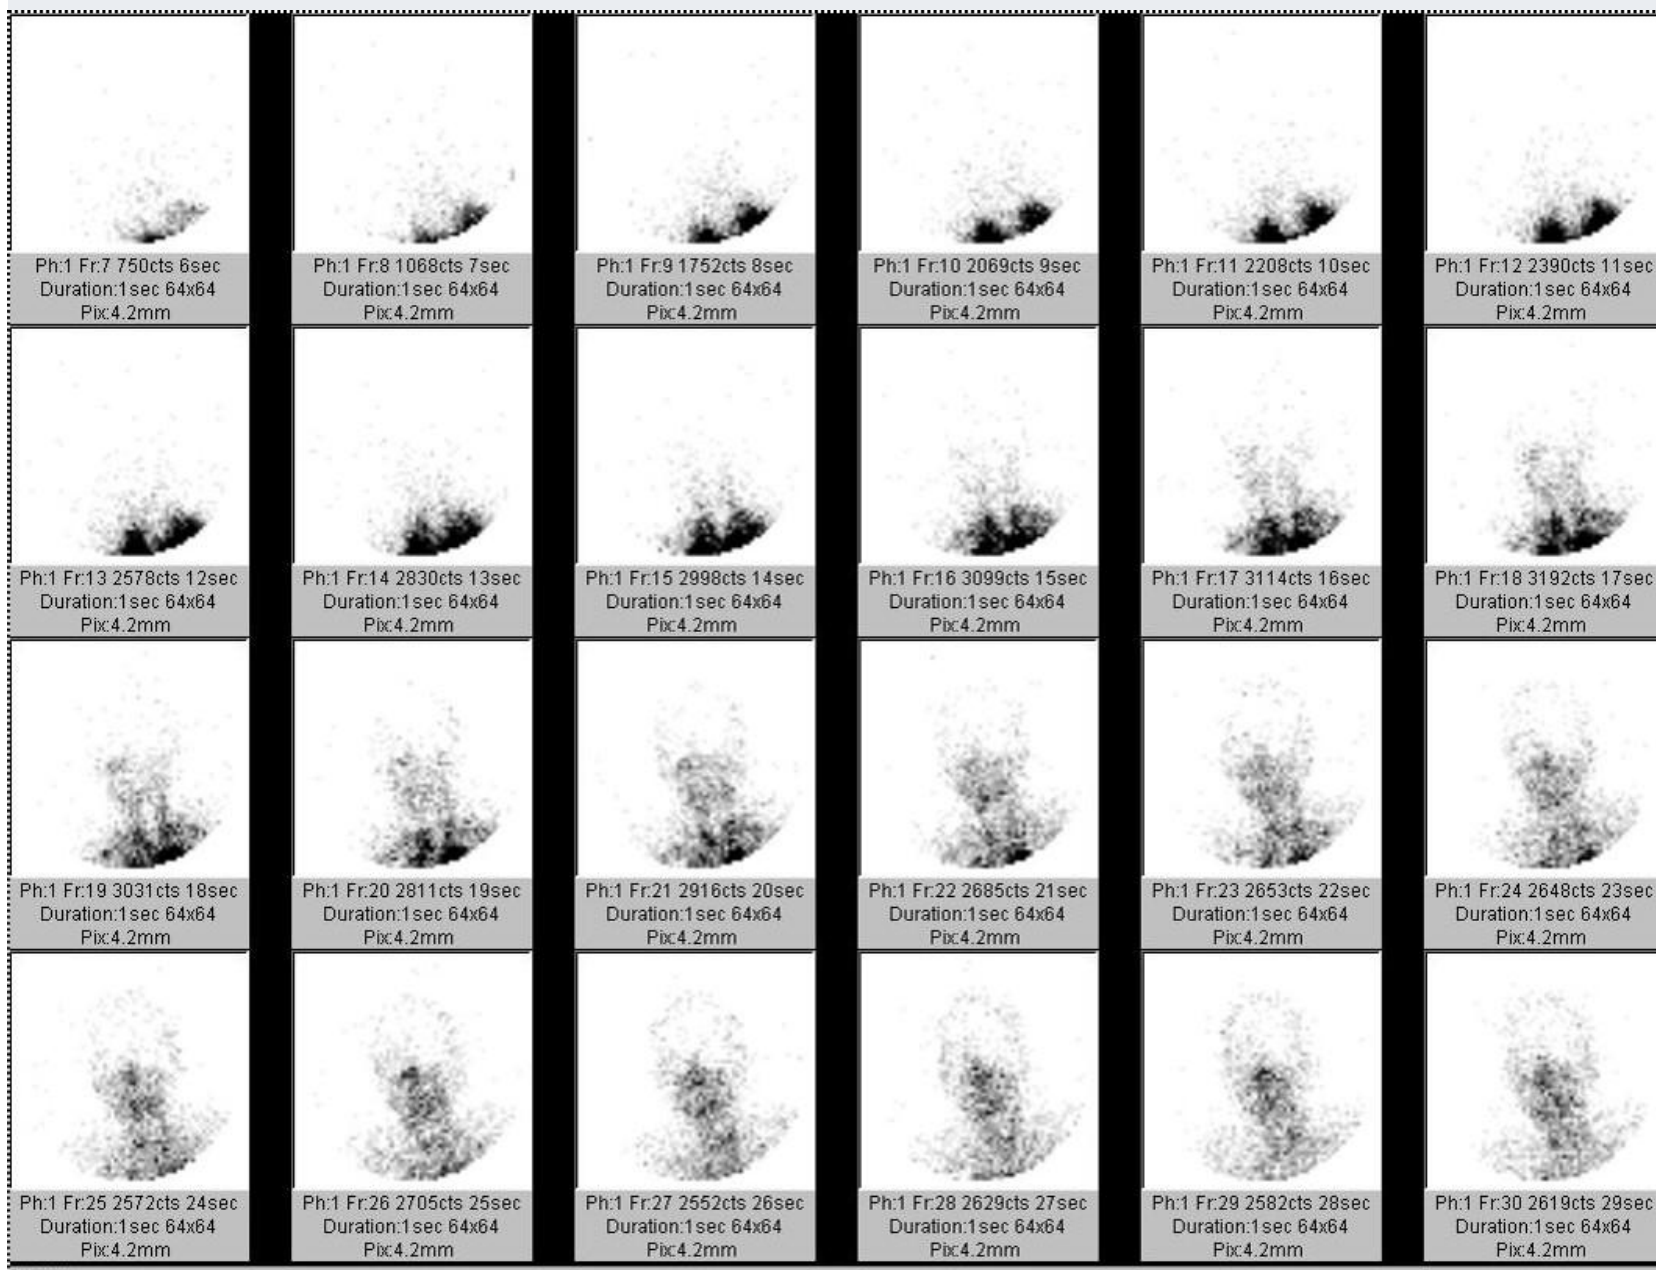 Ph:1 Fr:7 750cts 6sec
Duration:1sec 64x64
Pix:4.2mm
Ph:1 Fr:8 1068cts 7sec
Duration:1sec 64x64
Pix:4.2mm
Ph:1 Fr:9 1752cts 8sec
Duration:1sec 64x64
Pix:4.2mm
Ph:1 Fr:10 2069cts 9sec
Duration:1sec 64x64
Pix:4.2mm
Ph:1 Fr:11 2208cts 10sec
Duration:1sec 64x64
Pix:4.2mm
Ph:1 Fr:12 2390cts 11sec
Duration:1sec 64x64
Pix:4.2mm
Ph:1 Fr:13 2578cts 12sec
Duration:1sec 64x64
Pix:4.2mm
Ph:1 Fr:14 2830cts 13sec
Duration:1sec 64x64
Pix:4.2mm
Ph:1 Fr:15 2998cts 14sec
Duration:1sec 64x64
Pix:4.2mm
Ph:1 Fr:16 3099cts 15sec
Duration:1sec 64x64
Pix:4.2mm
Ph:1 Fr:17 3114cts 16sec
Duration:1sec 64x64
Pix:4.2mm
Ph:1 Fr:18 3192cts 17sec
Duration:1sec 64x64
Pix:4.2mm
Ph:1 Fr:19 3031cts 18sec
Duration:1sec 64x64
Pix:4.2mm
Ph:1 Fr:20 2811cts 19sec
Duration:1sec 64x64
Pix:4.2mm
Ph:1 Fr:21 2916cts 20sec
Duration:1sec 64x64
Pix:4.2mm
Ph:1 Fr:22 2685cts 21sec
Duration:1sec 64x64
Pix:4.2mm
Ph:1 Fr:23 2653cts 22sec
Duration:1sec 64x64
Pix:4.2mm
Ph:1 Fr:24 2648cts 23sec
Duration:1sec 64x64
Pix:4.2mm
Ph:1 Fr:25 2572cts 24sec
Duration:1sec 64x64
Pix:4.2mm
Ph:1 Fr:26 2705cts 25sec
Duration:1sec 64x64
Pix:4.2mm
Ph:1 Fr:27 2552cts 26sec
Duration:1sec 64x64
Pix:4.2mm
Ph:1 Fr:28 2629cts 27sec
Duration:1sec 64x64
Pix:4.2mm
Ph:1 Fr:29 2582cts 28sec
Duration:1sec 64x64
Pix:4.2mm
Ph:1 Fr:30 2619cts 29sec
Duration:1sec 64x64
Pix:4.2mm